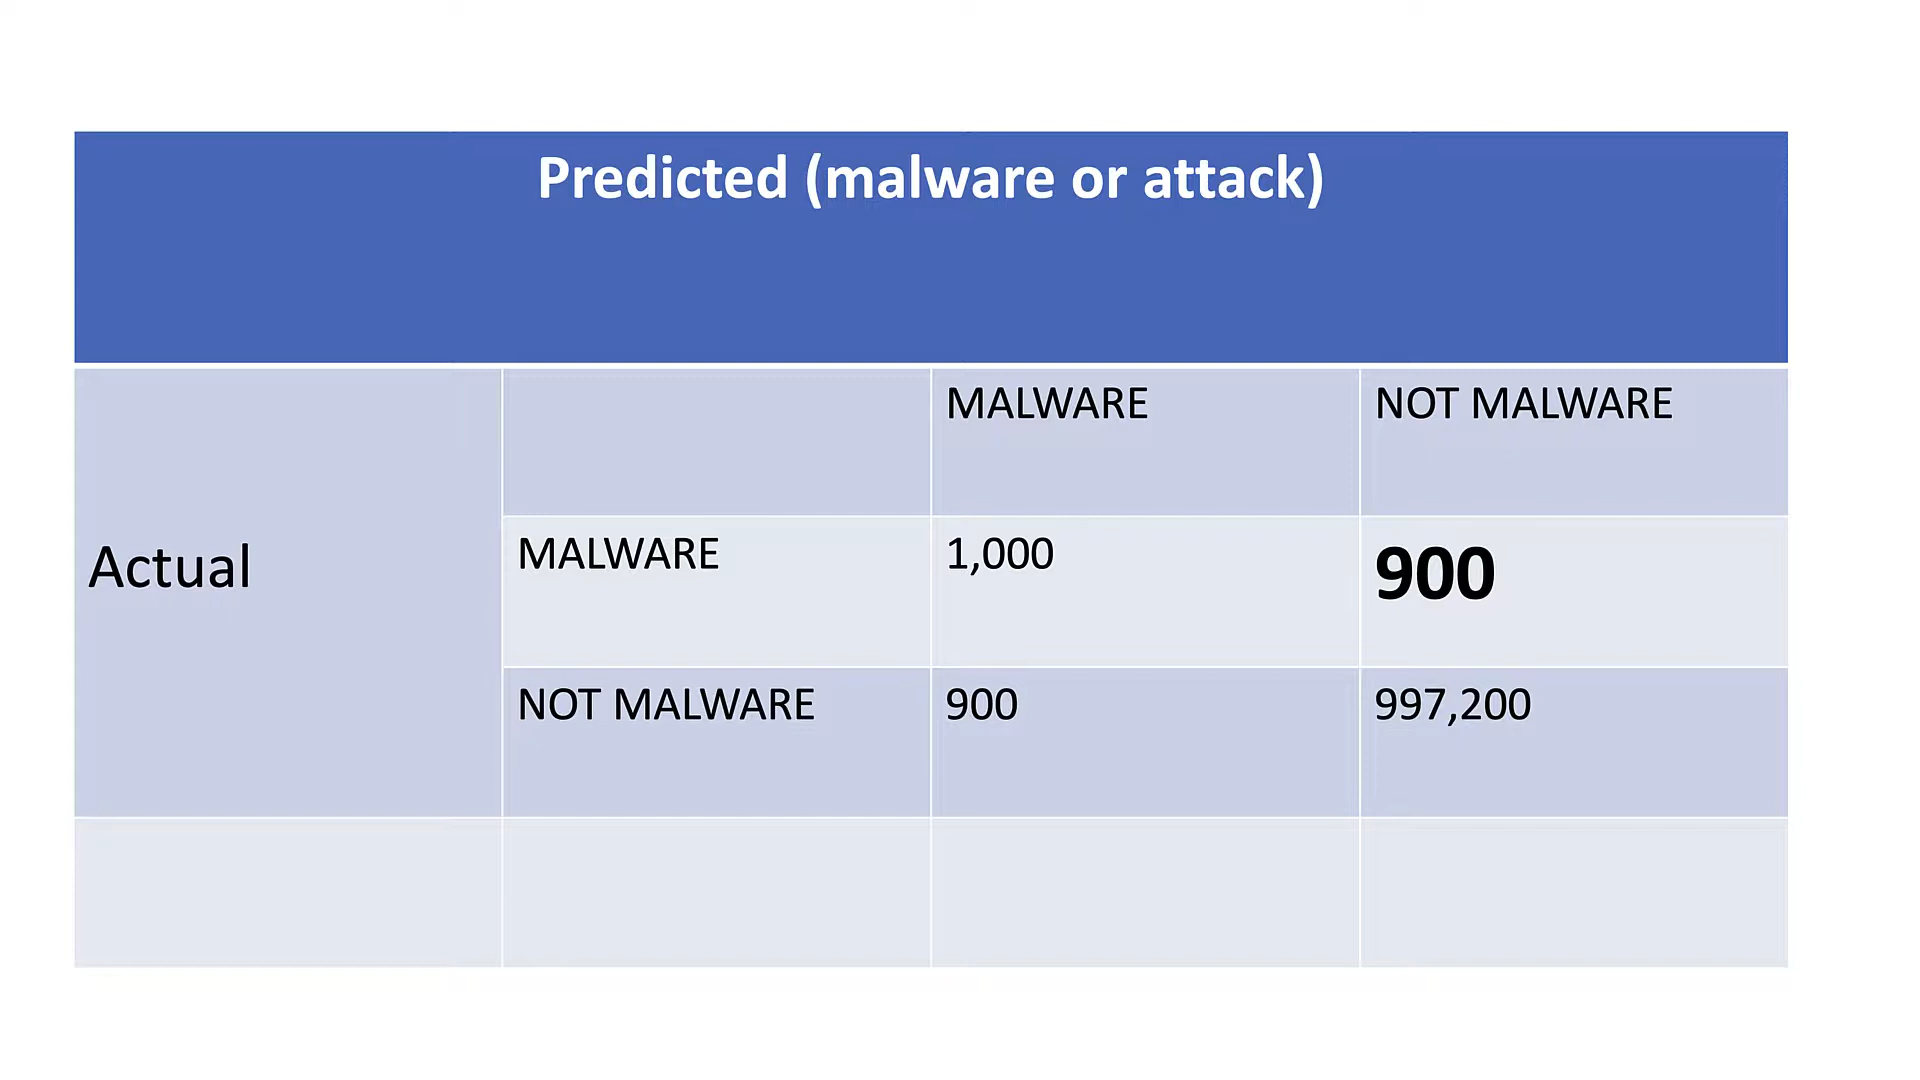 Predicted (malware or attack)
MALWARE
NOT MALWARE
Actual
MALWARE
1,000
900
NOT MALWARE
900
997,200